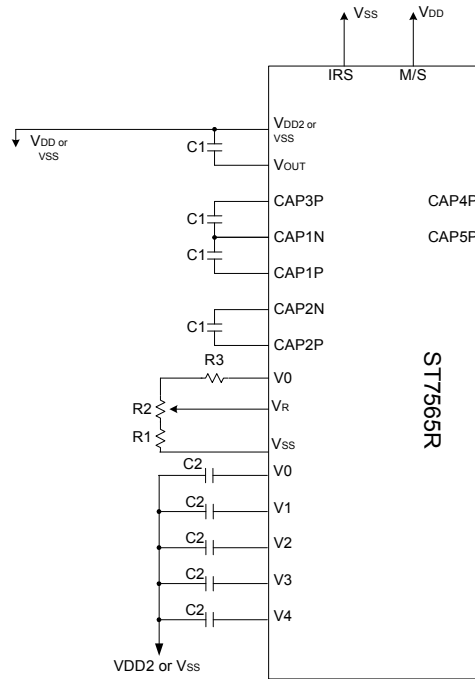 VSS
VDD
IRS
M/S
VDD or
VSS
VDD2 or
VSS
C1
VOUT
CAP3P
CAP4P
C1
CAP1N
CAP5P
C1
CAP1P
CAP2N
C1
CAP2P
R3
V0
R2
VR
R1
VSS
ST7565R
C2
V0
C2
V1
C2
V2
C2
V3
C2
V4
VDD2 or VSS